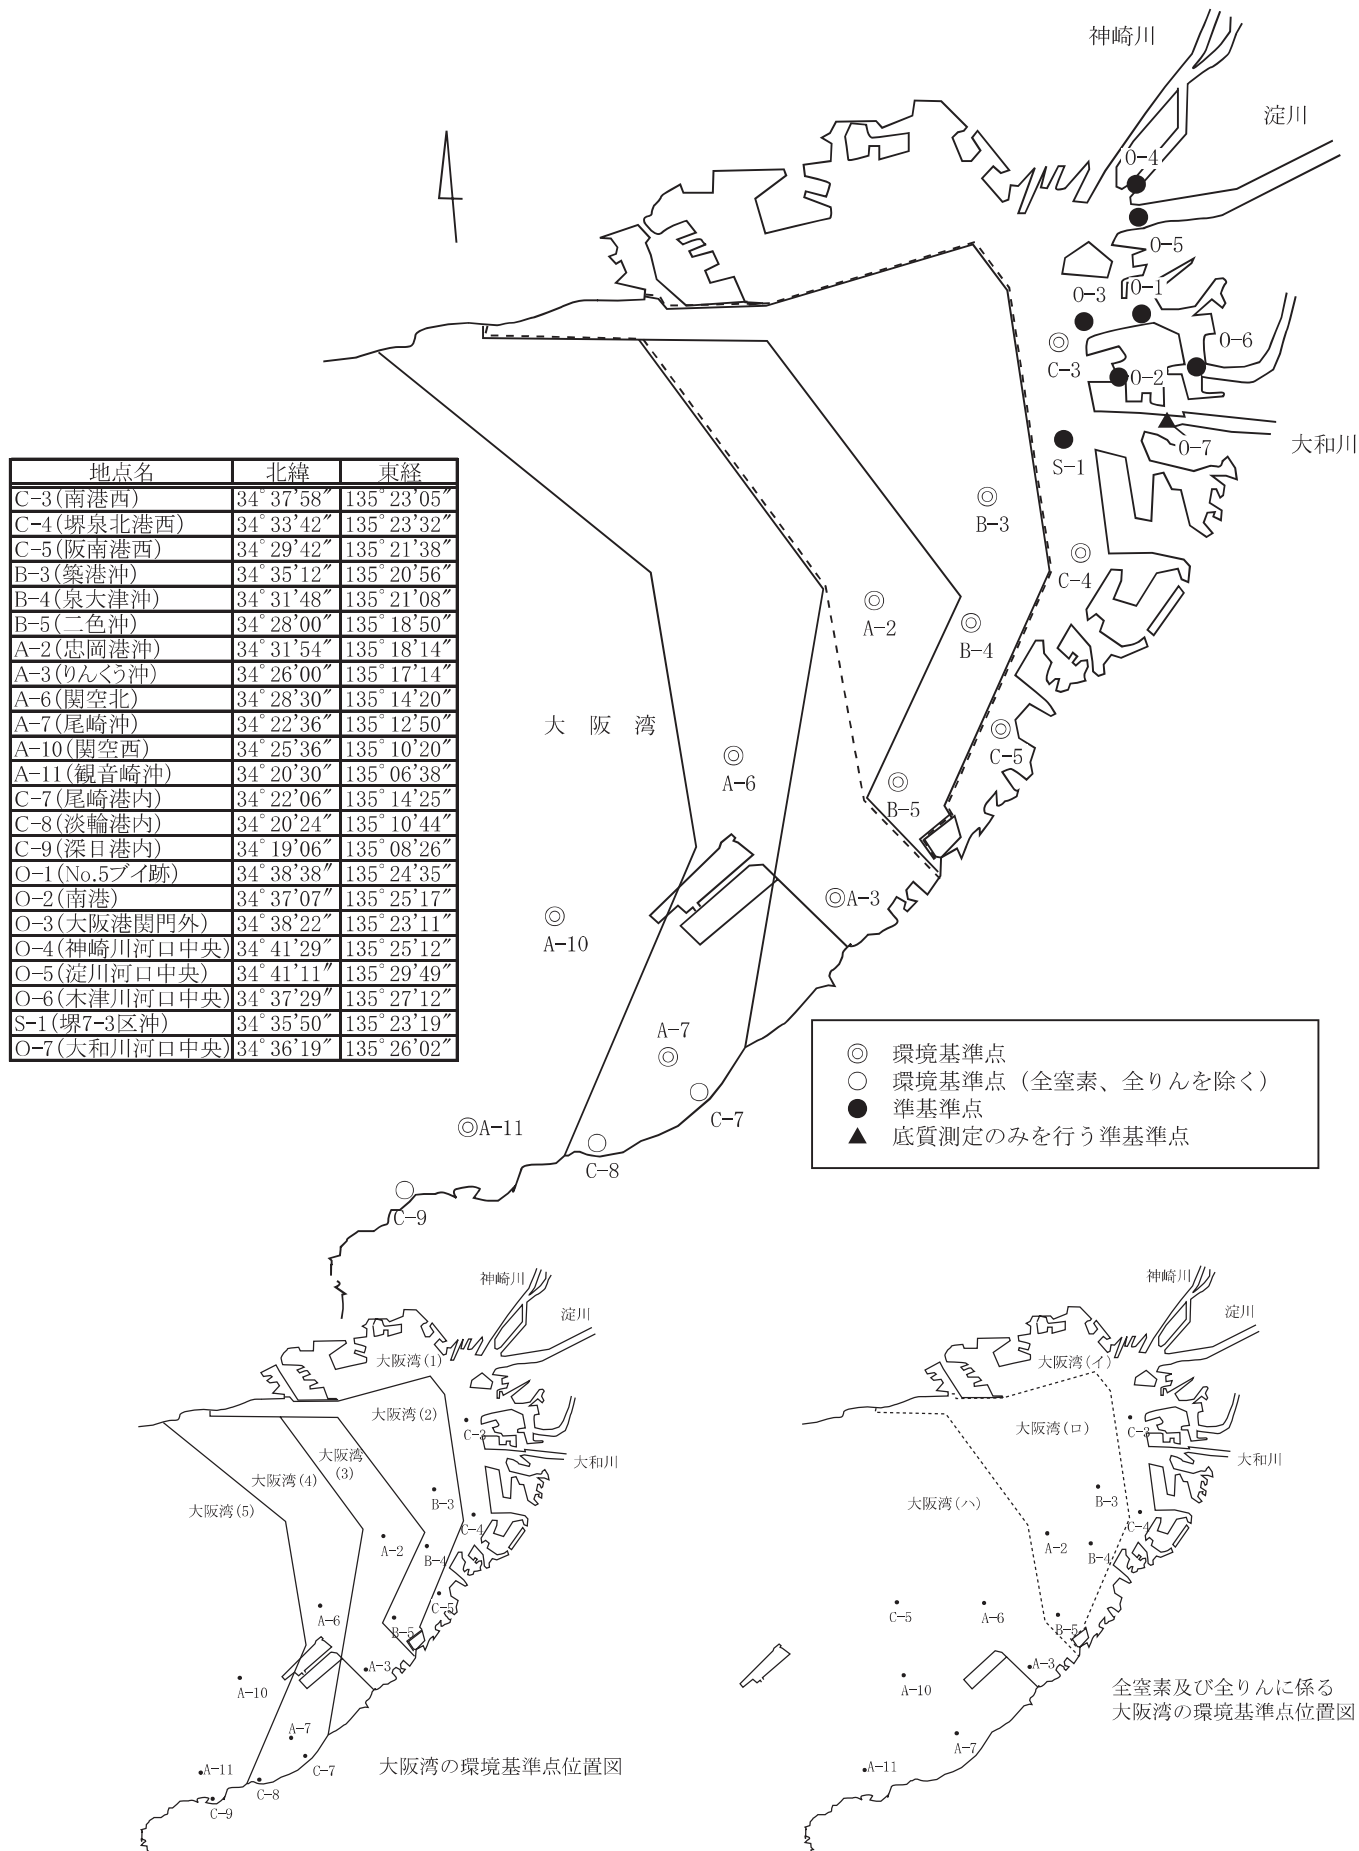 神崎川
淀川
O-4
O-5
O-3
O-1
O-6
C-3
O-2
大和川
O-7
S-1
地点名 北緯 東経
C-3(南港西) 34°37′58″ 135°23′05″
C-4(堺泉北港西) 34°33′42″ 135°23′32″
C-5(阪南港西) 34°29′42″ 135°21′38″
B-3(築港沖) 34°35′12″ 135°20′56″
B-4(泉大津沖) 34°31′48″ 135°21′08″
B-5(二色沖) 34°28′00″ 135°18′50″
A-2(忠岡港沖) 34°31′54″ 135°18′14″
A-3(りんくう沖) 34°26′00″ 135°17′14″
A-6(関空北) 34°28′30″ 135°14′20″
A-7(尾崎沖) 34°22′36″ 135°12′50″
A-10(関空西) 34°25′36″ 135°10′20″
A-11(観音崎沖) 34°20′30″ 135°06′38″
C-7(尾崎港内) 34°22′06″ 135°14′25″
C-8(淡輪港内) 34°20′24″ 135°10′44″
C-9(深日港内) 34°19′06″ 135°08′26″
O-1(No.5ブイ跡) 34°38′38″ 135°24′35″
O-2(南港) 34°37′07″ 135°25′17″
O-3(大阪港関門外) 34°38′22″ 135°23′11″
O-4(神崎川河口中央) 34°41′29″ 135°25′12″
O-5(淀川河口中央) 34°41′11″ 135°29′49″
O-6(木津川河口中央) 34°37′29″ 135°27′12″
S-1(堺7-3区沖) 34°35′50″ 135°23′19″
O-7(大和川河口中央) 34°36′19″ 135°26′02″
B-3
C-4
A-2
B-4
大 阪 湾
C-5
A-6
B-5
A-3
A-10
A-7
C-7
A-11
C-8
C-9
◎ 環境基準点
○ 環境基準点（全窒素、全りんを除く）
● 準基準点
▲ 底質測定のみを行う準基準点
神崎川
淀川
大阪湾(1)
大阪湾(2)
C-3
大阪湾
(3)
大和川
大阪湾(4)
大阪湾(5)
B-3
C-4
A-2
B-4
C-5
A-6
B-5
A-3
A-10
A-7
C-7
A-11
C-8
C-9
大阪湾の環境基準点位置図
神崎川
淀川
大阪湾(イ)
大阪湾(ロ)
C-3
大和川
大阪湾(ハ)
B-3
C-4
A-2
B-4
C-5
A-6
B-5
A-3
A-10
A-7
A-11
全窒素及び全りんに係る
大阪湾の環境基準点位置図